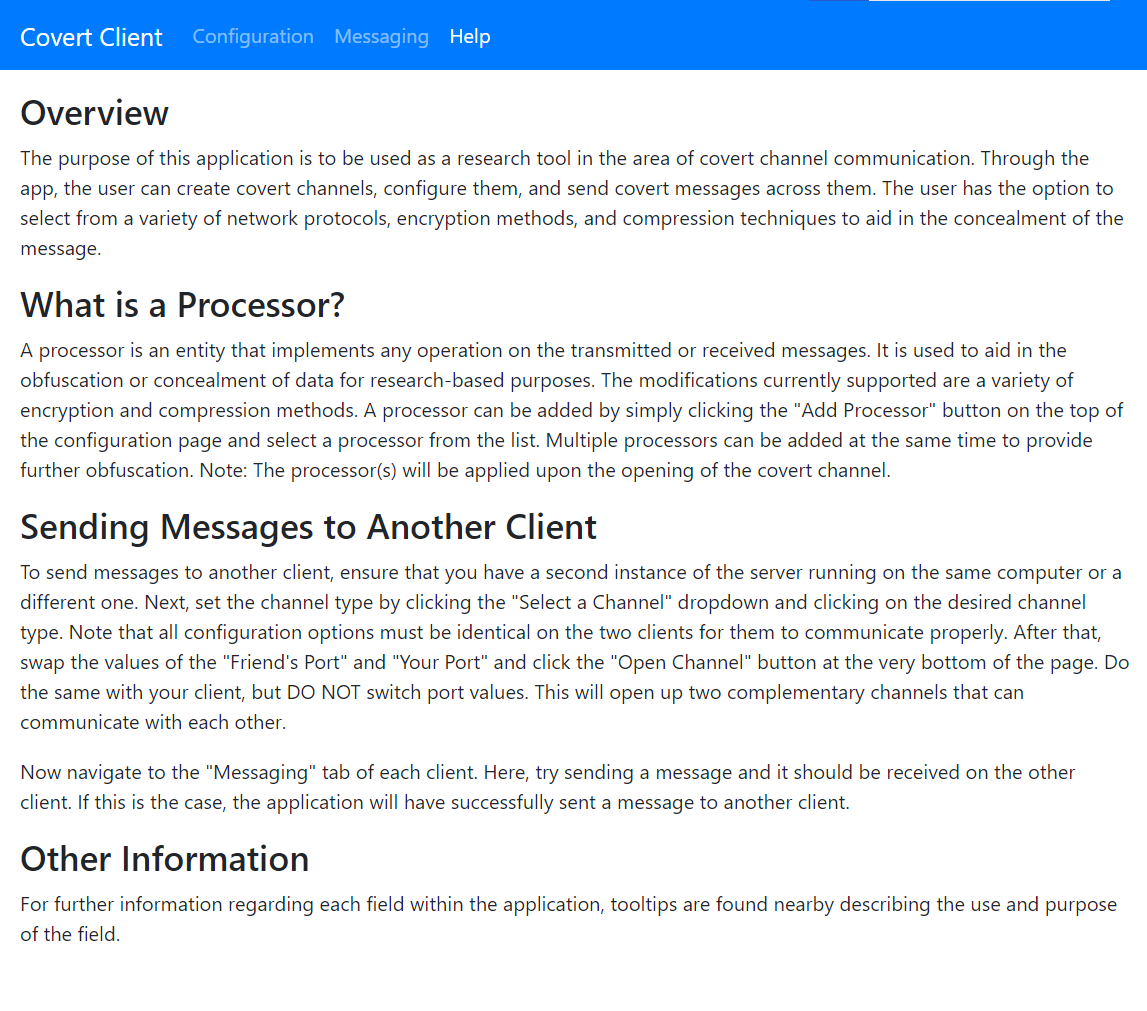 Covert Client Configuration Messaging Help
Overview
The purpose of this application is to be used as a research tool in the area of covert channel communication. Through the
app, the user can create covert channels, configure them, and send covert messages across them. The user has the option to
select from a variety of network protocols, encryption methods, and compression techniques to aid in the concealment of the
message.
What is a Processor?
A processor is an entity that implements any operation on the transmitted or received messages. It is used to aid in the
obfuscation or concealment of data for research-based purposes. The modifications currently supported are a variety of
encryption and compression methods. A processor can be added by simply clicking the "Add Processor" button on the top of
the configuration page and select a processor from the list. Multiple processors can be added at the same time to provide
further obfuscation. Note: The processor(s) will be applied upon the opening of the covert channel.
Sending Messages to Another Client
To send messages to another client, ensure that you have a second instance of the server running on the same computer or a
different one. Next, set the channel type by clicking the "Select a Channel" dropdown and clicking on the desired channel
type. Note that all configuration options must be identical on the two clients for them to communicate properly. After that,
swap the values of the "Friend's Port" and "Your Port" and click the "Open Channel" button at the very bottom of the page. Do
the same with your client, but DO NOT switch port values. This will open up two complementary channels that can
communicate with each other.
Now navigate to the "Messaging" tab of each client. Here, try sending a message and it should be received on the other
client. If this is the case, the application will have successfully sent a message to another client.
Other Information
For further information regarding each field within the application, tooltips are found nearby describing the use and purpose
of the field.